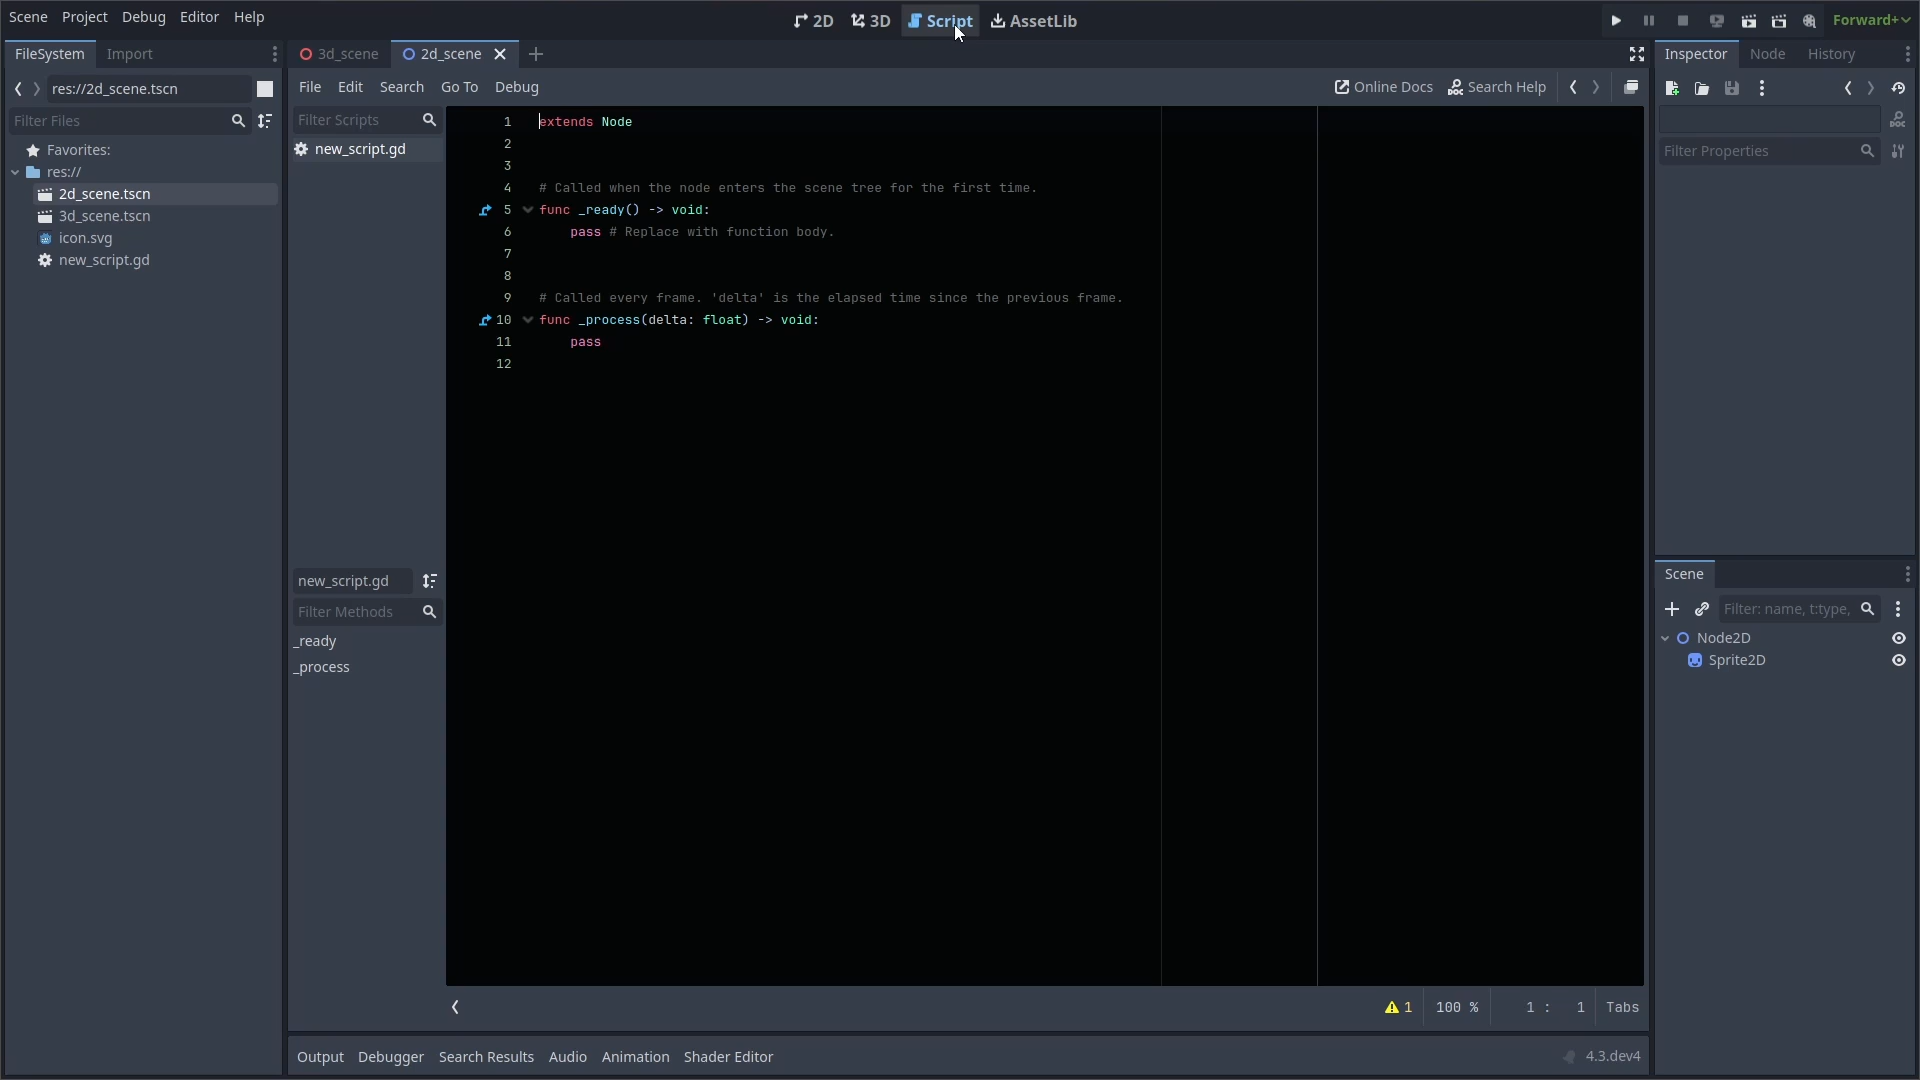 Scene Project Debug Editor Help
2D 3D Script AssetLib
Forward+
FileSystem Import
res://2d_scene.tscn
Filter Files
Favorites:
res://
2d_scene.tscn
3d_scene.tscn
icon.svg
new_script.gd
3d_scene 2d_scene
File Edit Search Go To Debug
Online Docs Search Help
Filter Scripts
new_script.gd
new_script.gd
Filter Methods
_ready
_process
1 extends Node
2
3
4 # Called when the node enters the scene tree for the first time.
5 func _ready() -> void:
6 pass # Replace with function body.
7
8
9 # Called every frame. 'delta' is the elapsed time since the previous frame.
10 func _process(delta: float) -> void:
11 pass
12
1 100 % 1 : 1 Tabs
Output Debugger Search Results Audio Animation Shader Editor
4.3.dev4
Inspector Node History
DOC
Filter Properties
Scene
Filter: name, t:type,
Node2D
Sprite2D